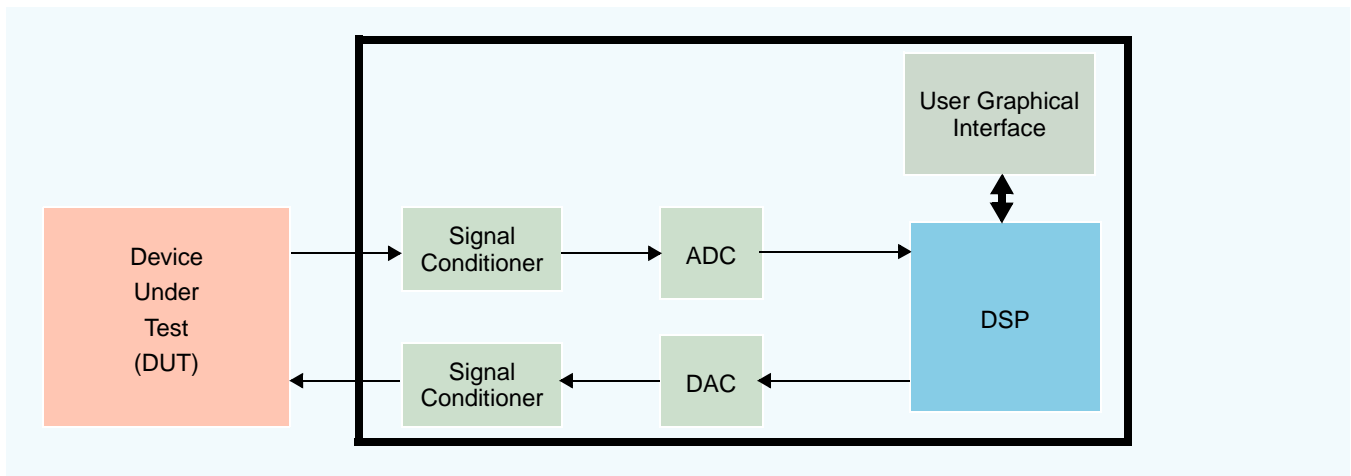 User Graphical
Interface
Device
Under
Test
(DUT)
Signal
Conditioner
ADC
DSP
Signal
Conditioner
DAC